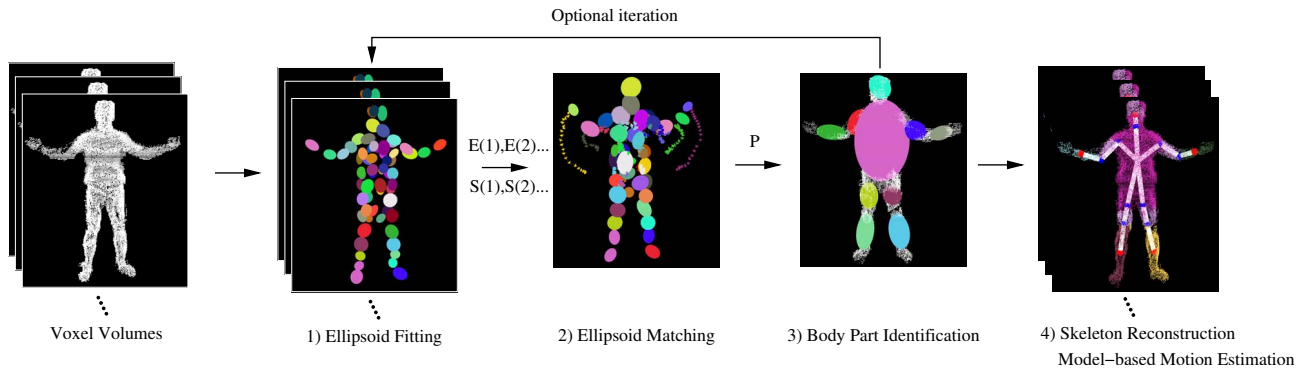 Optional iteration
E(1),E(2)...
S(1),S(2)...
P
Voxel Volumes
1) Ellipsoid Fitting
2) Ellipsoid Matching
3) Body Part Identification
4) Skeleton Reconstruction
Model−based Motion Estimation